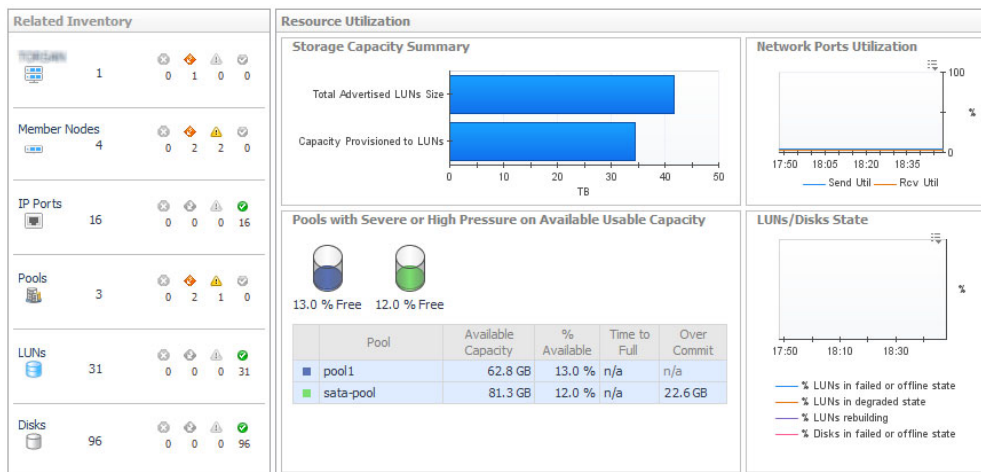 Related Inventory
1
0 1 0 0
Member Nodes
4
0 2 2 0
IP Ports
16
0 0 0 16
Pools
3
0 2 1 0
LUNs
31
0 0 0 31
Disks
96
0 0 0 96
Resource Utilization
Storage Capacity Summary
Total Advertised LUNs Size
Capacity Provisioned to LUNs
0 10 20 30 40 50
TB
Network Ports Utilization
100
%
0
17:50 18:05 18:20 18:35
Send Util Rcv Util
Pools with Severe or High Pressure on Available Usable Capacity
13.0 % Free 12.0 % Free
Pool Available Capacity % Available Time to Full Over Commit
pool1 62.8 GB 13.0 % n/a n/a
sata-pool 81.3 GB 12.0 % n/a 22.6 GB
LUNs/Disks State
%
17:50 18:10 18:30
% LUNs in failed or offline state
% LUNs in degraded state
% LUNs rebuilding
% Disks in failed or offline state